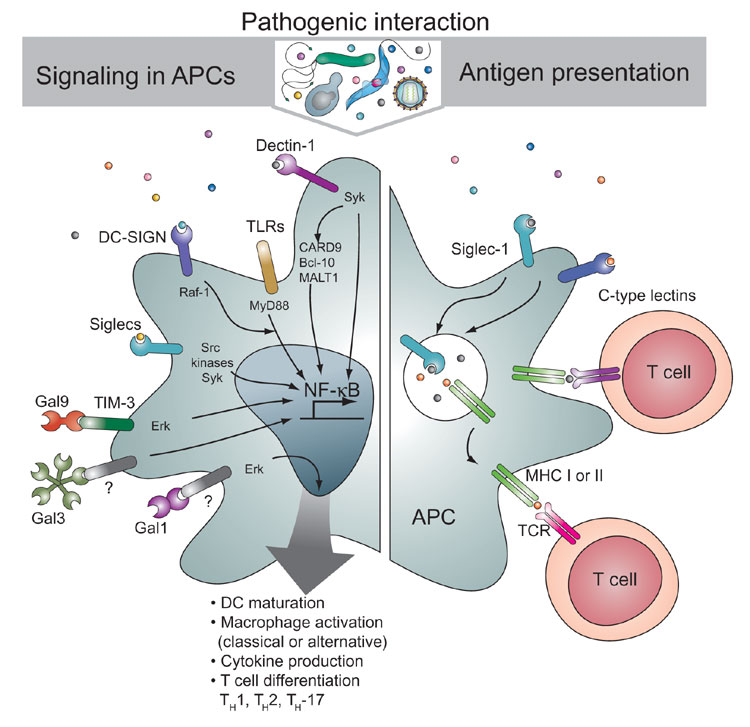 Pathogenic interaction
Signaling in APCs
Antigen presentation
Dectin-1
Syk
DC-SIGN
TLRs
CARD9
Bcl-10
MALT1
Siglec-1
Raf-1
MyD88
C-type lectins
Siglecs
Src
kinases
Syk
NF-κB
T cell
Gal9
TIM-3
Erk
Erk
?
?
Gal3
Gal1
MHC I or II
APC
TCR
T cell
• DC maturation
• Macrophage activation
(classical or alternative)
• Cytokine production
• T cell differentiation
TH1, TH2, TH-17